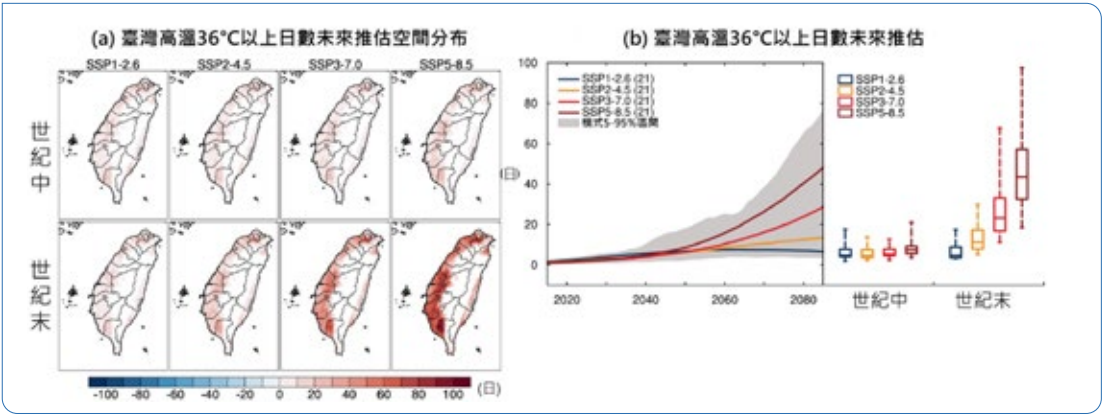 (a) 臺灣高溫36°C以上日數未來推估空間分布
SSP1-2.6 SSP2-4.5 SSP3-7.0 SSP5-8.5
世紀中
世紀末
-100 -80 -60 -40 -20 0 20 40 60 80 100 (日)
(b) 臺灣高溫36°C以上日數未來推估
100
80
60
40
20
0
(日)
SSP1-2.6 (21)
SSP2-4.5 (21)
SSP3-7.0 (21)
SSP5-8.5 (21)
模式5-95%區間
2020 2040 2060 2080
SSP1-2.6
SSP2-4.5
SSP3-7.0
SSP5-8.5
世紀中 世紀末